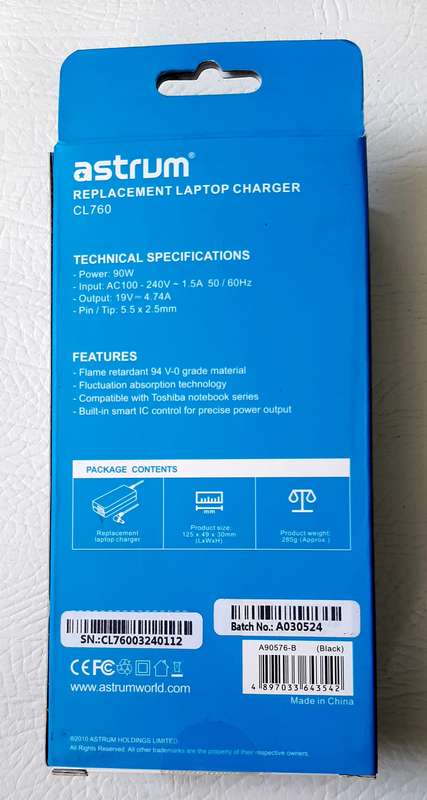 astrum®
REPLACEMENT LAPTOP CHARGER
CL760
TECHNICAL SPECIFICATIONS
- Power: 90W
- Input: AC100 - 240V ~ 1.5A 50 / 60Hz
- Output: 19V⎓4.74A
- Pin / Tip: 5.5 x 2.5mm
FEATURES
- Flame retardant 94 V-0 grade material
- Fluctuation absorption technology
- Compatible with Toshiba notebook series
- Built-in smart IC control for precise power output
PACKAGE CONTENTS
Replacement
laptop charger
mm
Product size:
125 x 49 x 30mm
(LxWxH)
Product weight:
285g (Approx.)
SN.:CL76003240112
Batch No.: A030524
A90576-B (Black)
4 897033 643542
Made in China
CE FC
www.astrumworld.com
©2010 ASTRUM HOLDINGS LIMITED
All Rights Reserved. All other trademarks are the property of their respective owners.